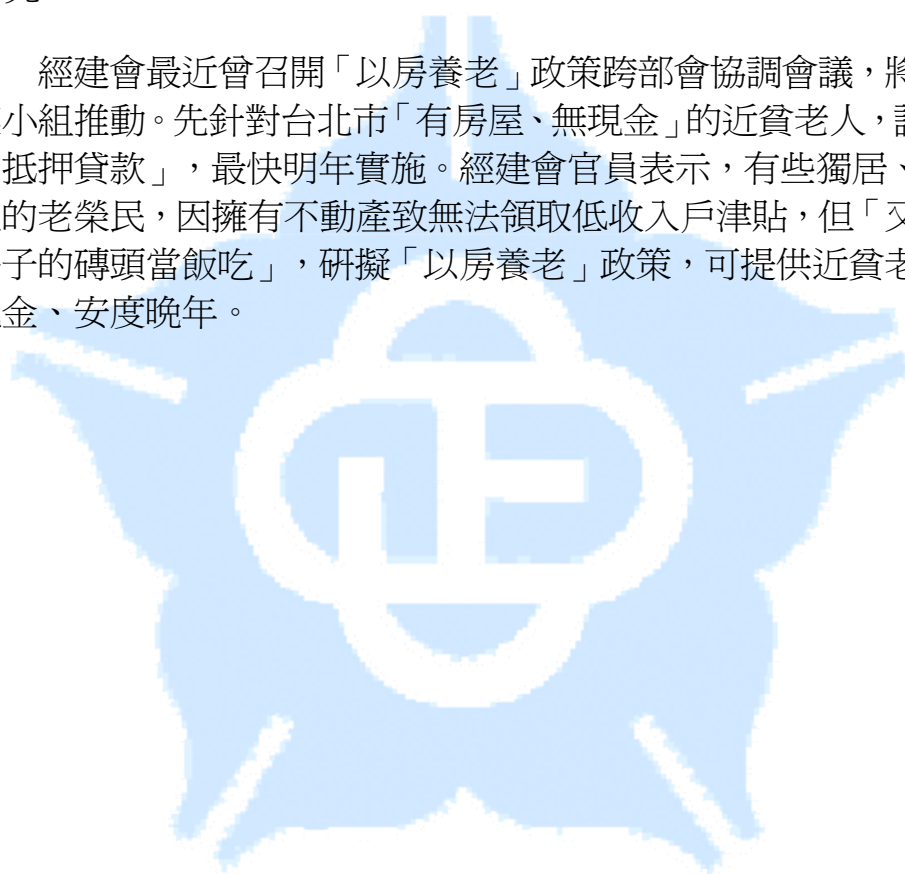 經建會最近曾召開「以房養老」政策跨部會協調會議，將
小組推動。先針對台北市「有房屋、無現金」的近貧老人，
抵押貸款」，最快明年實施。經建會官員表示，有些獨居、
的老榮民，因擁有不動產致無法領取低收入戶津貼，但「又
子的磚頭當飯吃」，研擬「以房養老」政策，可提供近貧老
金、安度晚年。